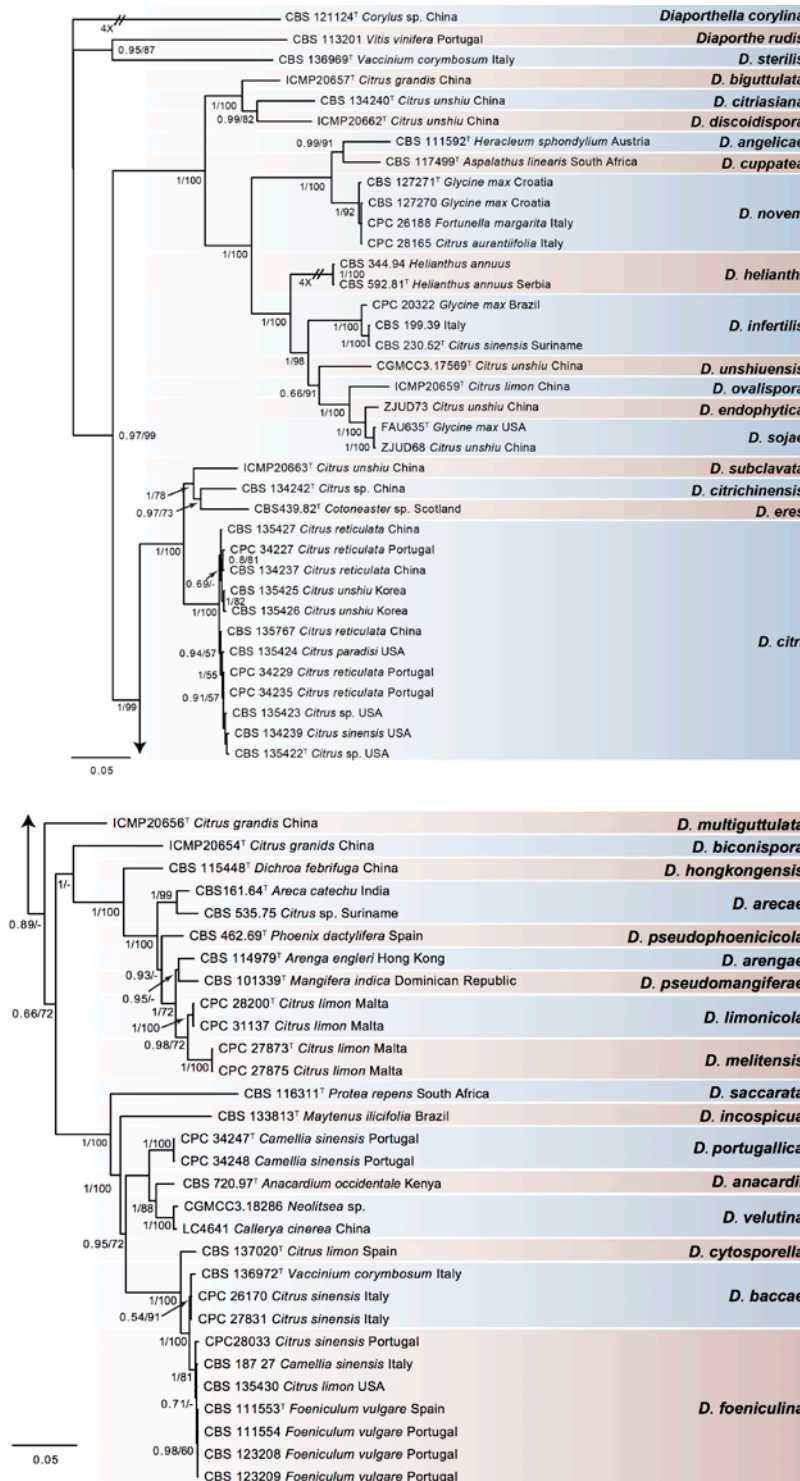 CBS 121124T Corylus sp. China Diaporthella corylina
4X
CBS 113201 Vitis vinifera Portugal Diaporthe rudis
0.95/87
CBS 136969T Vaccinium corymbosum Italy D. sterilis
ICMP20657T Citrus grandis China D. biguttulata
1/100
CBS 134240T Citrus unshiu China D. citriasiana
0.99/82
ICMP20662T Citrus unshiu China D. discoidispora
0.99/91
CBS 111592T Heracleum sphondylium Austria D. angelicae
CBS 117499T Aspalathus linearis South Africa D. cuppatea
1/100
1/100
CBS 127271T Glycine max Croatia
CBS 127270 Glycine max Croatia
1/92
D. novem
CPC 26188 Fortunella margarita Italy
CPC 28165 Citrus aurantiifolia Italy
1/100
CBS 344.94 Helianthus annuus
4X
1/100
D. helianthi
CBS 592.81T Helianthus annuus Serbia
CPC 20322 Glycine max Brazil
1/100
1/100
CBS 199.39 Italy D. infertilis
1/100
CBS 230.52T Citrus sinensis Suriname
1/98
CGMCC3.17569T Citrus unshiu China D. unshiuensis
0.66/91
ICMP20659T Citrus limon China D. ovalispora
1/100
ZJUD73 Citrus unshiu China D. endophytica
1/100
FAU635T Glycine max USA
0.97/99
D. sojae
1/100
ZJUD68 Citrus unshiu China
ICMP20663T Citrus unshiu China D. subclavata
1/78
CBS 134242T Citrus sp. China D. citrichinensis
0.97/73
CBS439.82T Cotoneaster sp. Scotland D. eres
CBS 135427 Citrus reticulata China
1/100
CPC 34227 Citrus reticulata Portugal
0.8/81
CBS 134237 Citrus reticulata China
0.69/-
CBS 135425 Citrus unshiu Korea
1/82
1/100
CBS 135426 Citrus unshiu Korea
CBS 135767 Citrus reticulata China
D. citri
0.94/57
CBS 135424 Citrus paradisi USA
1/55
CPC 34229 Citrus reticulata Portugal
0.91/57
CPC 34235 Citrus reticulata Portugal
1/99
CBS 135423 Citrus sp. USA
CBS 134239 Citrus sinensis USA
CBS 135422T Citrus sp. USA
0.05
ICMP20656T Citrus grandis China D. multiguttulata
ICMP20654T Citrus granids China D. biconispora
1/-
CBS 115448T Dichroa febrifuga China D. hongkongensis
1/99
CBS161.64T Areca catechu India
D. arecae
1/100
CBS 535.75 Citrus sp. Suriname
0.89/-
CBS 462.69T Phoenix dactylifera Spain D. pseudophoenicicola
1/100
CBS 114979T Arenga engleri Hong Kong D. arengae
0.93/-
CBS 101339T Mangifera indica Dominican Republic D. pseudomangiferae
0.95/-
CPC 28200T Citrus limon Malta
0.66/72
1/72
D. limonicola
1/100
CPC 31137 Citrus limon Malta
0.98/72
CPC 27873T Citrus limon Malta
D. melitensis
1/100
CPC 27875 Citrus limon Malta
CBS 116311T Protea repens South Africa D. saccarata
CBS 133813T Maytenus ilicifolia Brazil D. incospicua
1/100
1/100
CPC 34247T Camellia sinensis Portugal
D. portugallica
CPC 34248 Camellia sinensis Portugal
1/100
CBS 720.97T Anacardium occidentale Kenya D. anacardii
1/88
CGMCC3.18286 Neolitsea sp.
D. velutina
1/100
LC4641 Callerya cinerea China
0.95/72
CBS 137020T Citrus limon Spain D. cytosporella
CBS 136972T Vaccinium corymbosum Italy
1/100
CPC 26170 Citrus sinensis Italy D. baccae
0.54/91
CPC 27831 Citrus sinensis Italy
1/100
CPC28033 Citrus sinensis Portugal
CBS 187 27 Camellia sinensis Italy
1/81
CBS 135430 Citrus limon USA
0.71/-
CBS 111553T Foeniculum vulgare Spain D. foeniculina
CBS 111554 Foeniculum vulgare Portugal
0.98/60
CBS 123208 Foeniculum vulgare Portugal
0.05
CBS 123209 Foeniculum vulgare Portugal